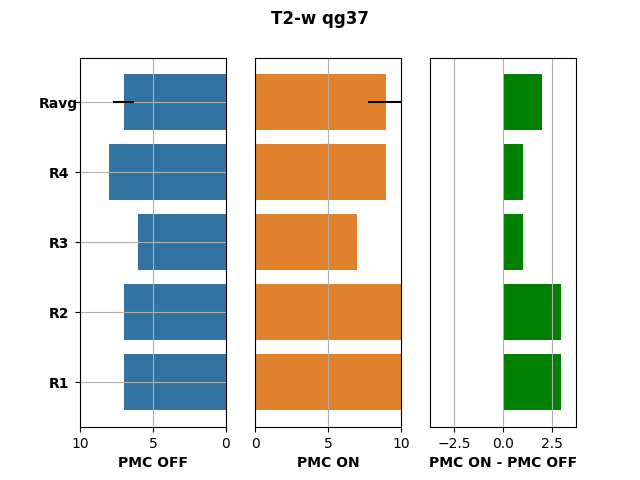 T2-w qg37
Ravg
R4
R3
R2
R1
10 5 0
0 5 10
−2.5 0.0 2.5
PMC OFF
PMC ON
PMC ON - PMC OFF